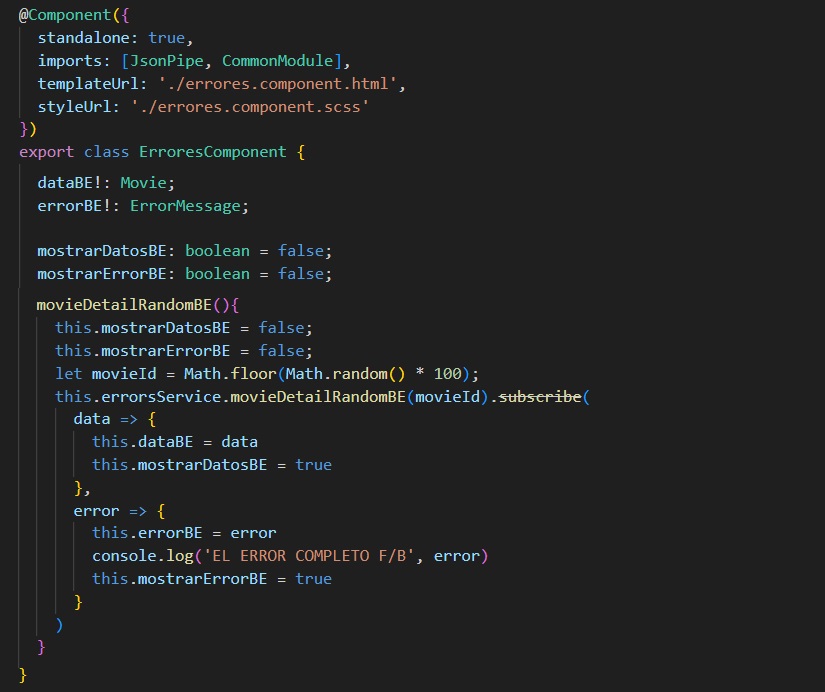 @Component({
  standalone: true,
  imports: [JsonPipe, CommonModule],
  templateUrl: './errores.component.html',
  styleUrl: './errores.component.scss'
})
export class ErroresComponent {
  dataBE!: Movie;
  errorBE!: ErrorMessage;
  mostrarDatosBE: boolean = false;
  mostrarErrorBE: boolean = false;
  movieDetailRandomBE(){
    this.mostrarDatosBE = false;
    this.mostrarErrorBE = false;
    let movieId = Math.floor(Math.random() * 100);
    this.errorsService.movieDetailRandomBE(movieId).subscribe(
      data => {
        this.dataBE = data
        this.mostrarDatosBE = true
      },
      error => {
        this.errorBE = error
        console.log('EL ERROR COMPLETO F/B', error)
        this.mostrarErrorBE = true
      }
    )
  }
}